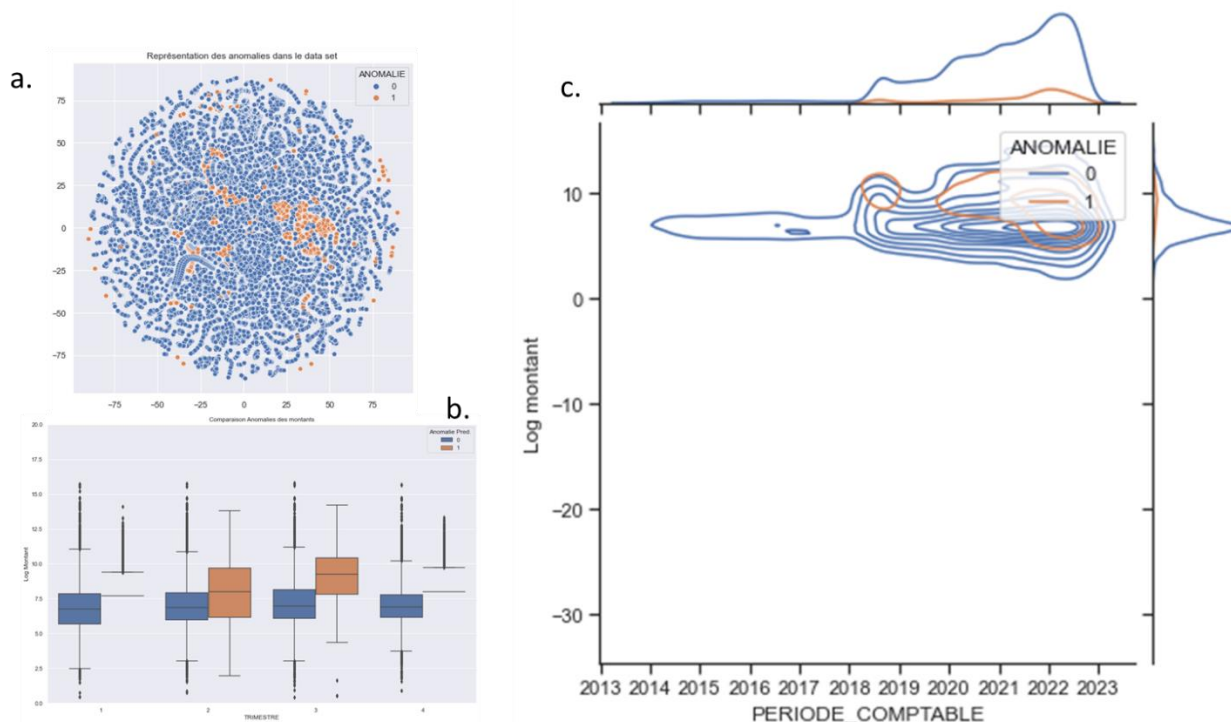 a.
Représentation des anomalies dans le data set
ANOMALIE
0
1
75
50
25
0
−25
−50
−75
−75 −50 −25 0 25 50 75
b.
Comparaison Anomalies des montants
Anomalie Pred
0
1
20.0
17.5
15.0
12.5
10.0
7.5
5.0
2.5
0.0
Log Montant
1 2 3 4
TRIMESTRE
c.
ANOMALIE
0
1
10
0
−10
−20
−30
Log montant
2013 2014 2015 2016 2017 2018 2019 2020 2021 2022 2023
PERIODE_COMPTABLE